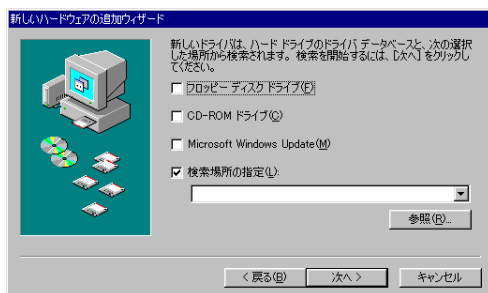 新しいハードウェアの追加ウィザード
新しいドライバは、ハード ドライブのドライバ データベースと、次の選択
した場所から検索されます。検索を開始するには、[次へ] をクリックし
てください。
フロッピー ディスク ドライブ(F)
CD-ROM ドライブ(C)
Microsoft Windows Update(M)
検索場所の指定(L):
参照(R)...
< 戻る(B)
次へ >
キャンセル